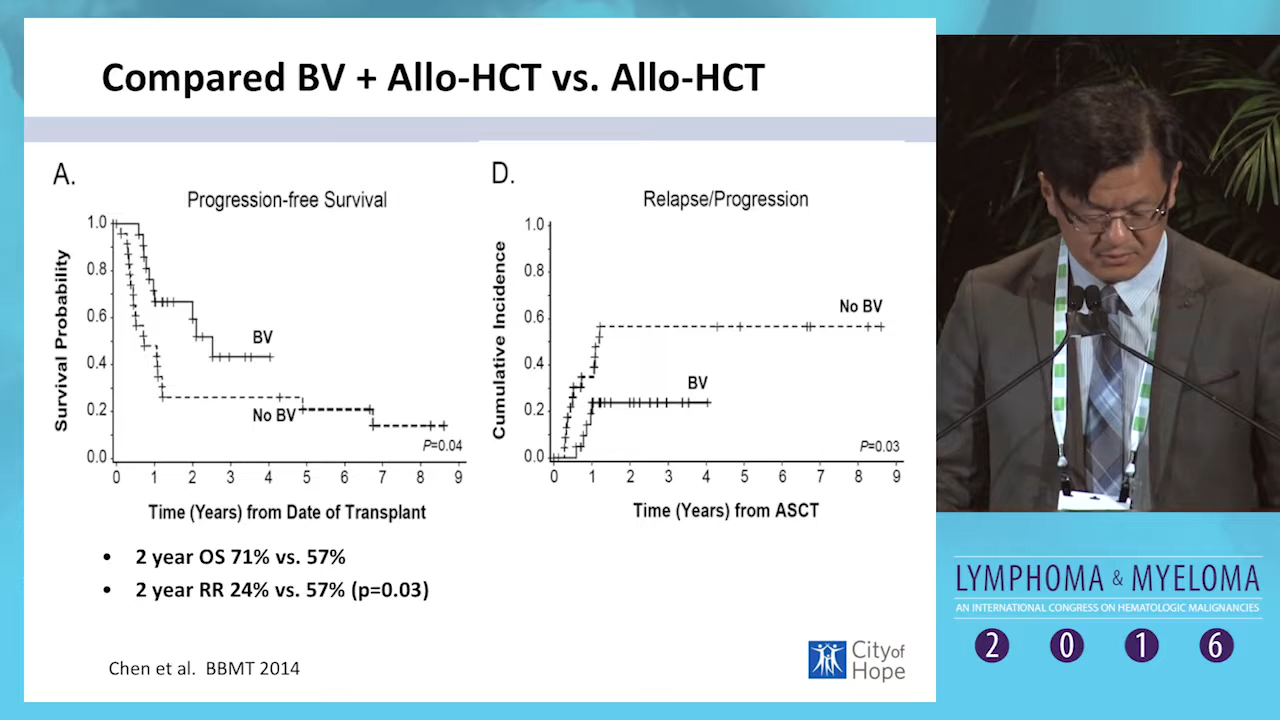 Compared BV + Allo-HCT vs. Allo-HCT
A.
Progression-free Survival
Survival Probability
1.0
0.8
0.6
0.4
0.2
0.0
BV
No BV
P=0.04
0 1 2 3 4 5 6 7 8 9
Time (Years) from Date of Transplant
D.
Relapse/Progression
Cumulative Incidence
1.0
0.8
0.6
0.4
0.2
0.0
No BV
BV
P=0.03
0 1 2 3 4 5 6 7 8 9
Time (Years) from ASCT
• 2 year OS 71% vs. 57%
• 2 year RR 24% vs. 57% (p=0.03)
Chen et al. BBMT 2014
City of
Hope
LYMPHOMA & MYELOMA
AN INTERNATIONAL CONGRESS ON HEMATOLOGIC MALIGNANCIES
2 0 1 6